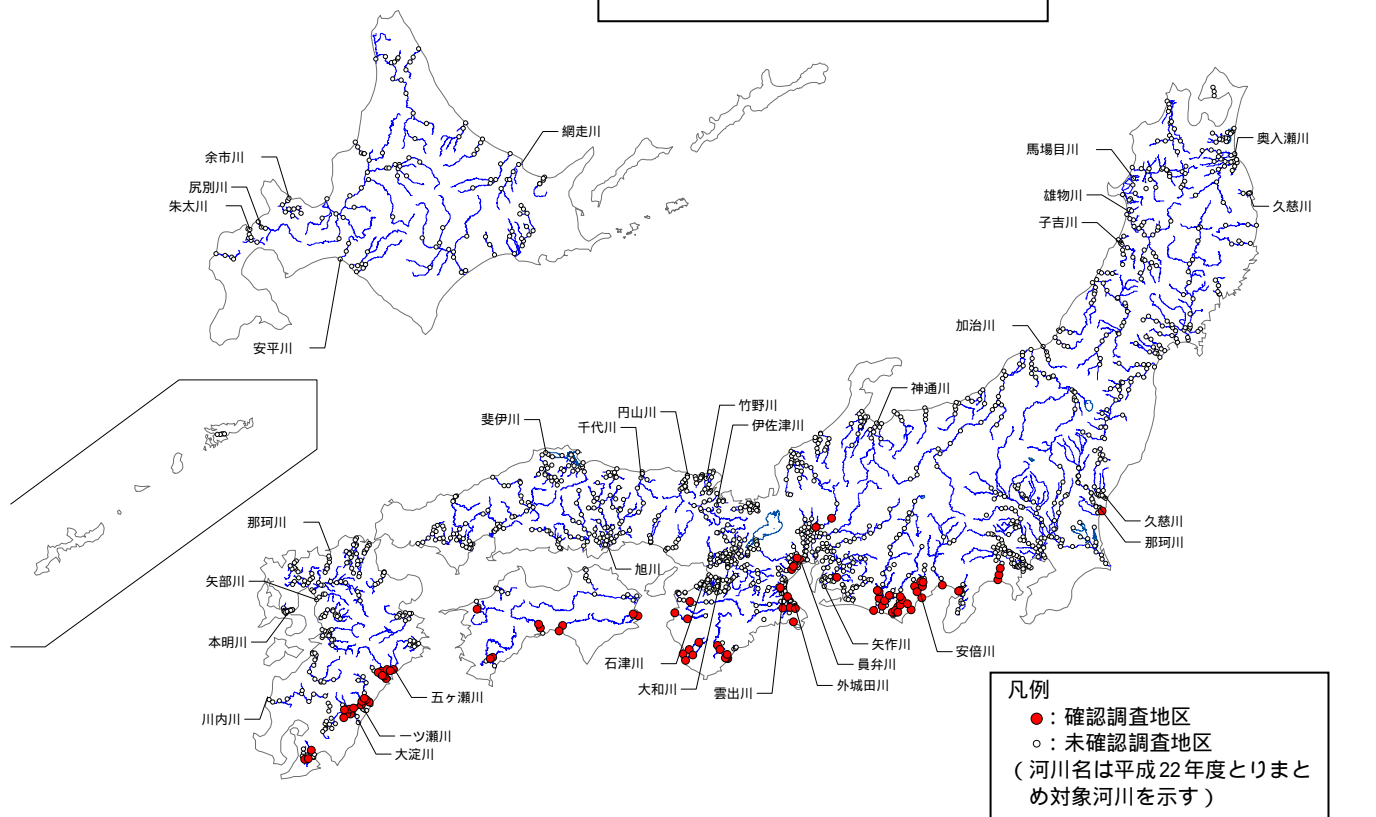 網走川
余市川
尻別川
朱太川
安平川
馬場目川
奥入瀬川
雄物川
久慈川
子吉川
加治川
神通川
竹野川
円山川
伊佐津川
斐伊川
千代川
久慈川
那珂川
那珂川
旭川
矢部川
本明川
矢作川
安倍川
石津川
員弁川
大和川
雲出川
外城田川
五ヶ瀬川
川内川
一ツ瀬川
大淀川
凡例
●：確認調査地区
○：未確認調査地区
（河川名は平成22年度とりまと
め対象河川を示す）